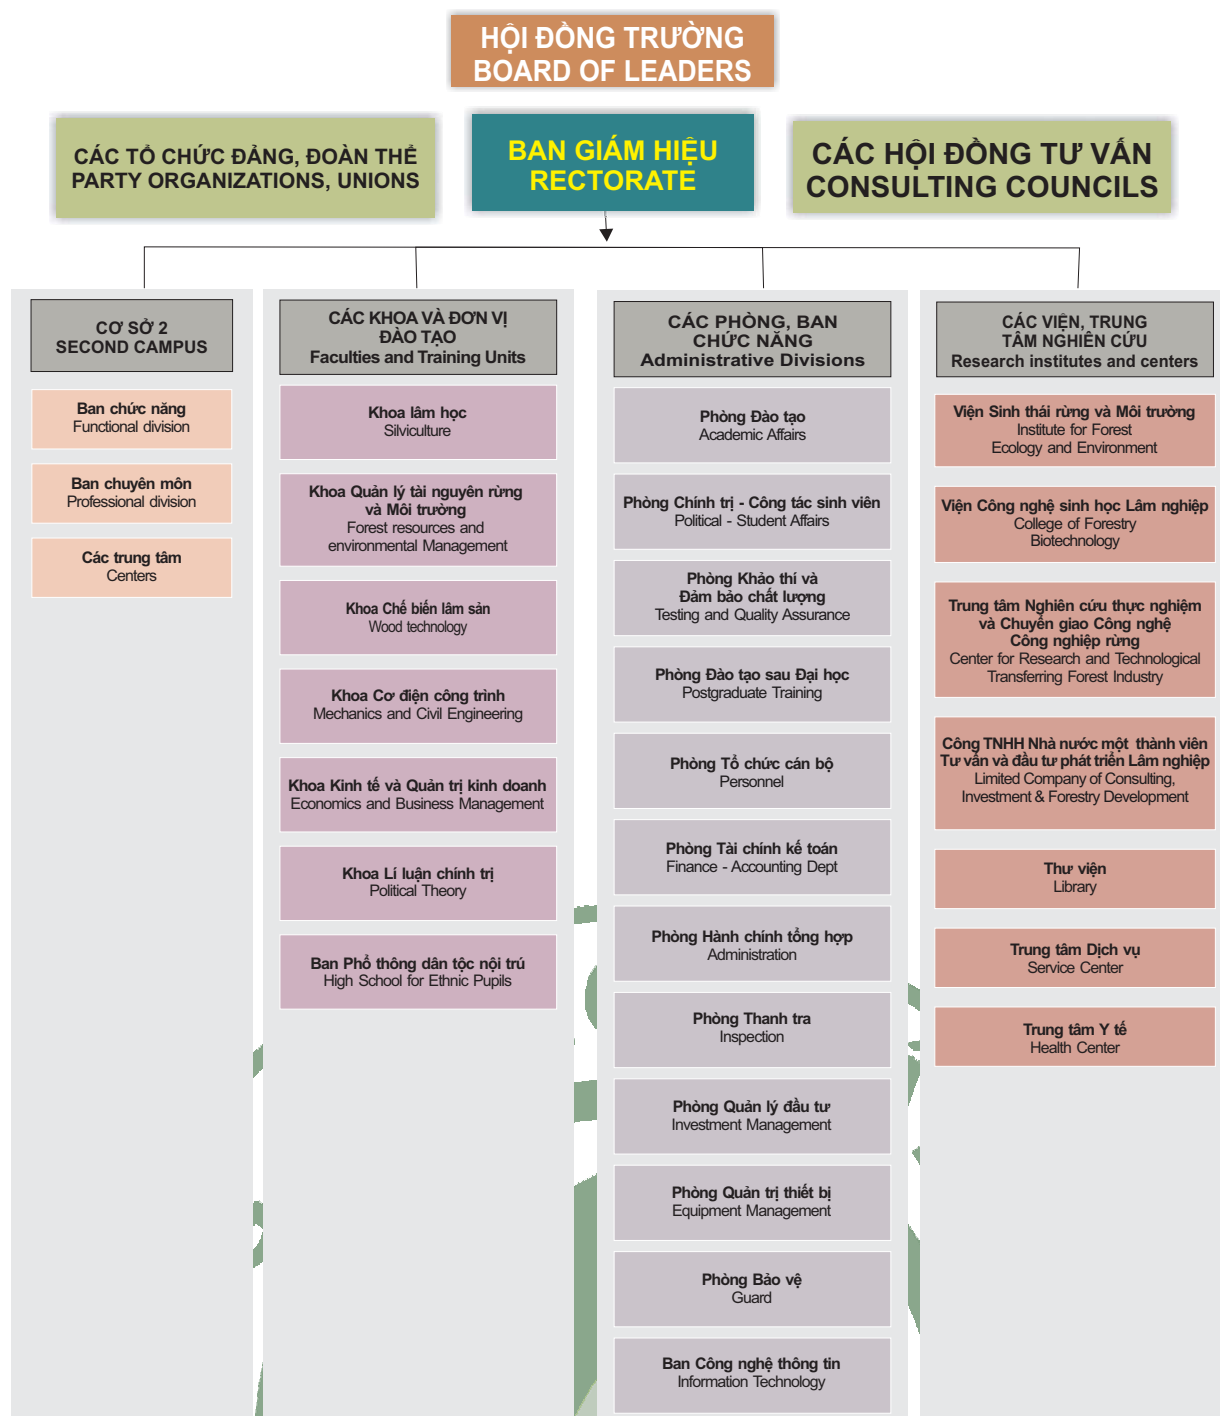 HỘI ĐỒNG TRƯỜNG
BOARD OF LEADERS
CÁC TỔ CHỨC ĐẢNG, ĐOÀN THỂ
PARTY ORGANIZATIONS, UNIONS
BAN GIÁM HIỆU
RECTORATE
CÁC HỘI ĐỒNG TƯ VẤN
CONSULTING COUNCILS
CƠ SỞ 2
SECOND CAMPUS
Ban chức năng
Functional division
Ban chuyên môn
Professional division
Các trung tâm
Centers
CÁC KHOA VÀ ĐƠN VỊ
ĐÀO TẠO
Faculties and Training Units
Khoa lâm học
Silviculture
Khoa Quản lý tài nguyên rừng
và Môi trường
Forest resources and
environmental Management
Khoa Chế biến lâm sản
Wood technology
Khoa Cơ điện công trình
Mechanics and Civil Engineering
Khoa Kinh tế và Quản trị kinh doanh
Economics and Business Management
Khoa Lí luận chính trị
Political Theory
Ban Phổ thông dân tộc nội trú
High School for Ethnic Pupils
CÁC PHÒNG, BAN
CHỨC NĂNG
Administrative Divisions
Phòng Đào tạo
Academic Affairs
Phòng Chính trị - Công tác sinh viên
Political - Student Affairs
Phòng Khảo thí và
Đảm bảo chất lượng
Testing and Quality Assurance
Phòng Đào tạo sau Đại học
Postgraduate Training
Phòng Tổ chức cán bộ
Personnel
Phòng Tài chính kế toán
Finance - Accounting Dept
Phòng Hành chính tổng hợp
Administration
Phòng Thanh tra
Inspection
Phòng Quản lý đầu tư
Investment Management
Phòng Quản trị thiết bị
Equipment Management
Phòng Bảo vệ
Guard
Ban Công nghệ thông tin
Information Technology
CÁC VIỆN, TRUNG
TÂM NGHIÊN CỨU
Research institutes and centers
Viện Sinh thái rừng và Môi trường
Institute for Forest
Ecology and Environment
Viện Công nghệ sinh học Lâm nghiệp
College of Forestry
Biotechnology
Trung tâm Nghiên cứu thực nghiệm
và Chuyển giao Công nghệ
Công nghiệp rừng
Center for Research and Technological
Transferring Forest Industry
Công TNHH Nhà nước một thành viên
Tư vấn và đầu tư phát triển Lâm nghiệp
Limited Company of Consulting,
Investment & Forestry Development
Thư viện
Library
Trung tâm Dịch vụ
Service Center
Trung tâm Y tế
Health Center